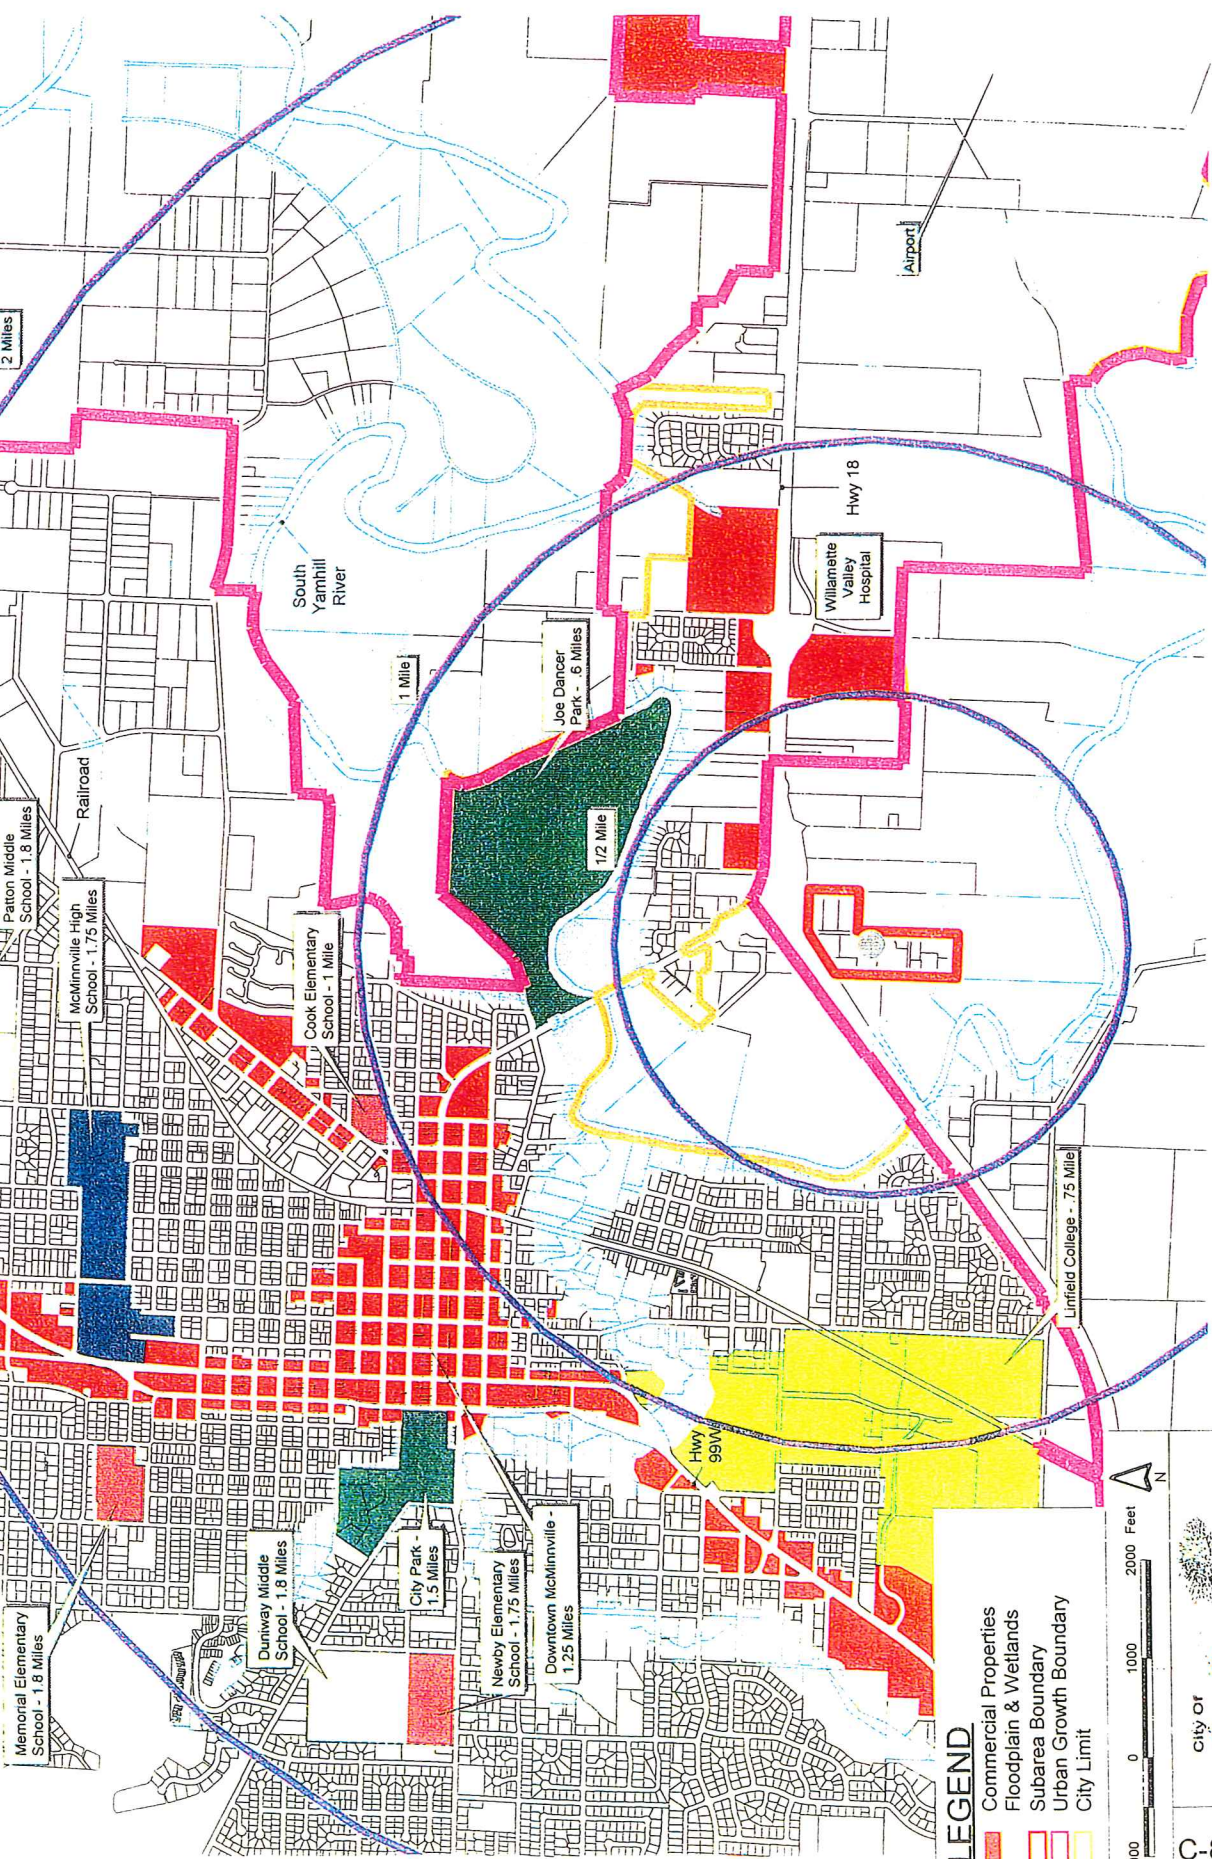 2 Miles
Patton Middle
School - 1.8 Miles
Railroad
McMinnville High
School - 1.75 Miles
Memorial Elementary
School - 1.8 Miles
South
Yamhill
River
Cook Elementary
School - 1 Mile
1 Mile
Joe Dancer
Park - .6 Miles
1/2 Mile
Airport
Hwy 18
Willamette
Valley
Hospital
Duniway Middle
School - 1.8 Miles
City Park -
1.5 Miles
Newby Elementary
School - 1.75 Miles
Downtown McMinnville -
1.25 Miles
Hwy
99W
Linfield College - .75 Mile
LEGEND
Commercial Properties
Floodplain & Wetlands
Subarea Boundary
Urban Growth Boundary
City Limit
0
1000
2000 Feet
N
City Of